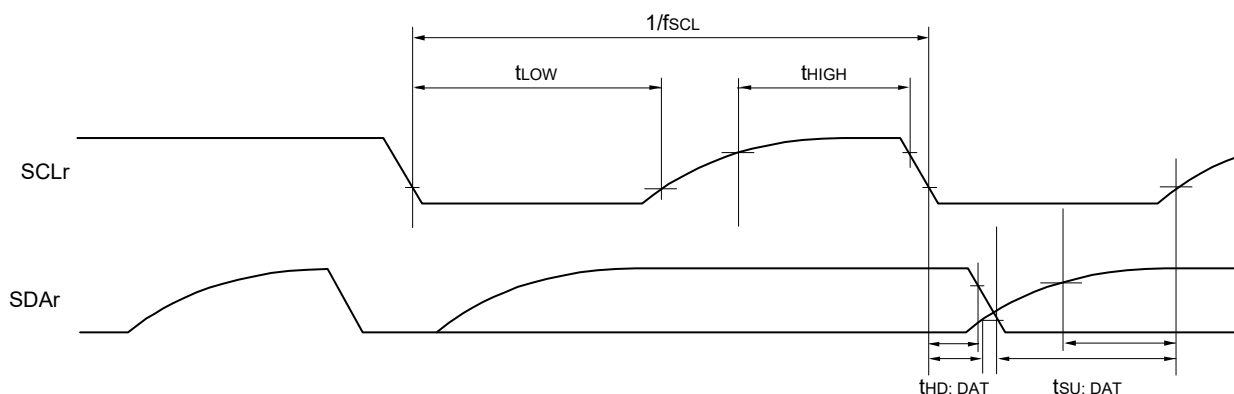 1/fSCL
tLOW
tHIGH
SCLr
SDAr
tHD: DAT
tSU: DAT